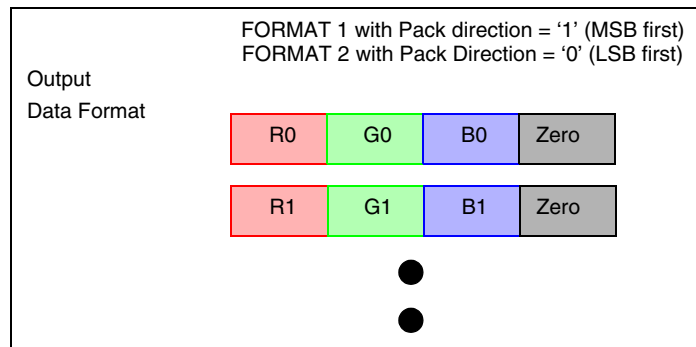 FORMAT 1 with Pack direction = ‘1’ (MSB first)
FORMAT 2 with Pack Direction = ‘0’ (LSB first)
Output
Data Format
R0 G0 B0 Zero
R1 G1 B1 Zero